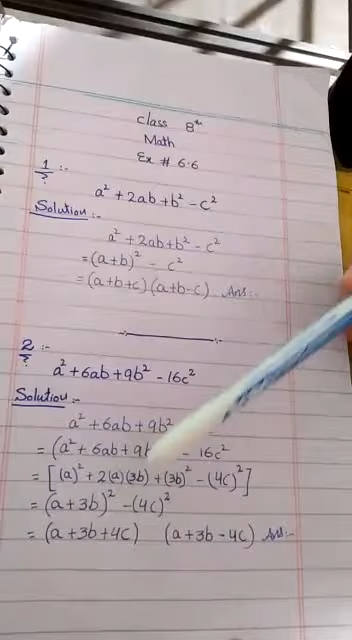 class 8th
Math
Ex # 6.6
1/? :-
a² + 2ab + b² - c²
Solution :-
a² + 2ab + b² - c²
= (a+b)² - c²
= (a+b+c) (a+b-c) Ans:-
2/? :-
a² + 6ab + 9b² - 16c²
Solution :-
a² + 6ab + 9b²
= (a² + 6ab + 9b - 16c²
= [(a)² + 2(a)(3b) + (3b)² - (4c)²]
= (a+3b)² - (4c)²
= (a+3b+4c) (a+3b-4c) Ans:-